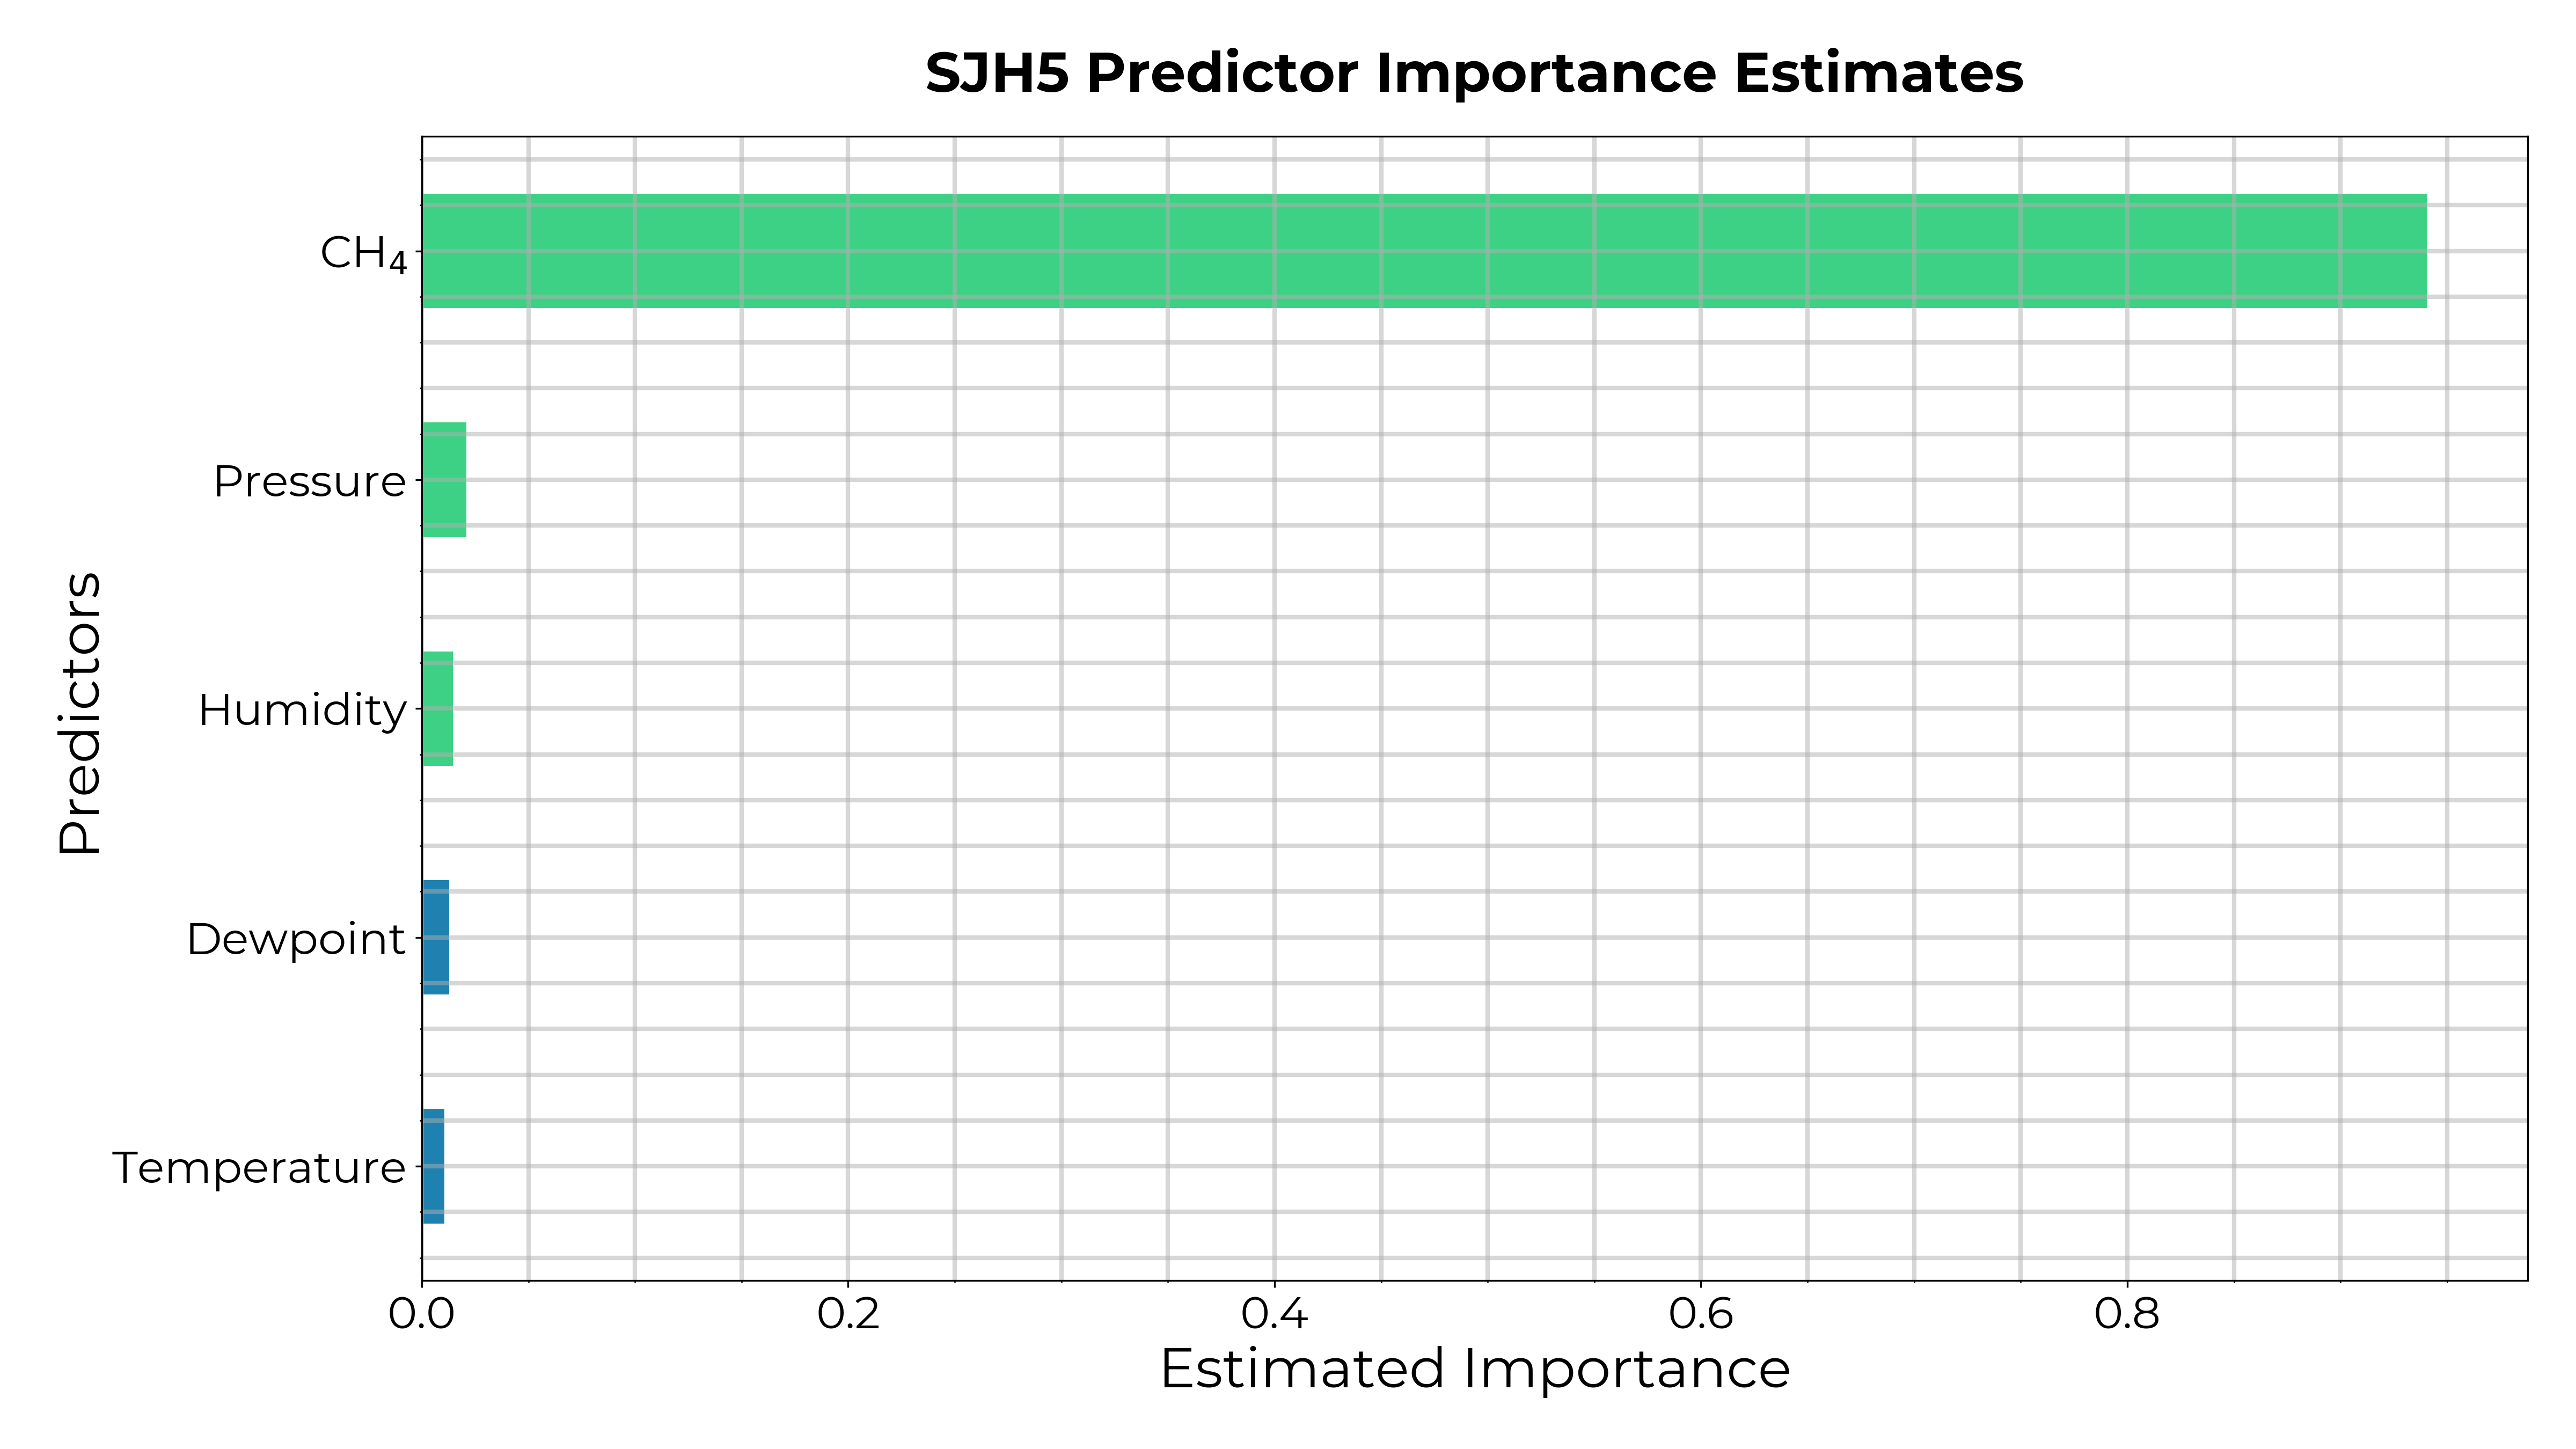 SJH5 Predictor Importance Estimates
Predictors
CH₄
Pressure
Humidity
Dewpoint
Temperature
0.0 0.2 0.4 0.6 0.8
Estimated Importance